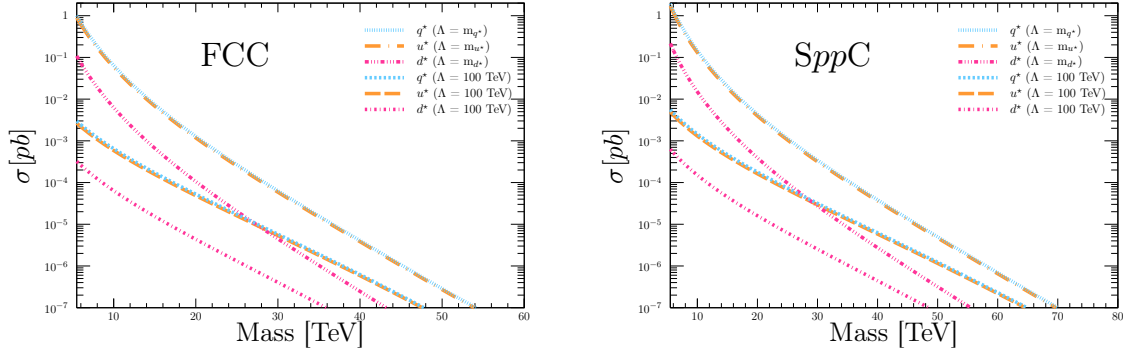 FCC
q⋆ (Λ = m_q⋆)
u⋆ (Λ = m_u⋆)
d⋆ (Λ = m_d⋆)
q⋆ (Λ = 100 TeV)
u⋆ (Λ = 100 TeV)
d⋆ (Λ = 100 TeV)
σ [pb]
1
10⁻¹
10⁻²
10⁻³
10⁻⁴
10⁻⁵
10⁻⁶
10⁻⁷
10 20 30 40 50 60
Mass [TeV]
SppC
q⋆ (Λ = m_q⋆)
u⋆ (Λ = m_u⋆)
d⋆ (Λ = m_d⋆)
q⋆ (Λ = 100 TeV)
u⋆ (Λ = 100 TeV)
d⋆ (Λ = 100 TeV)
σ [pb]
1
10⁻¹
10⁻²
10⁻³
10⁻⁴
10⁻⁵
10⁻⁶
10⁻⁷
10 20 30 40 50 60 70 80
Mass [TeV]